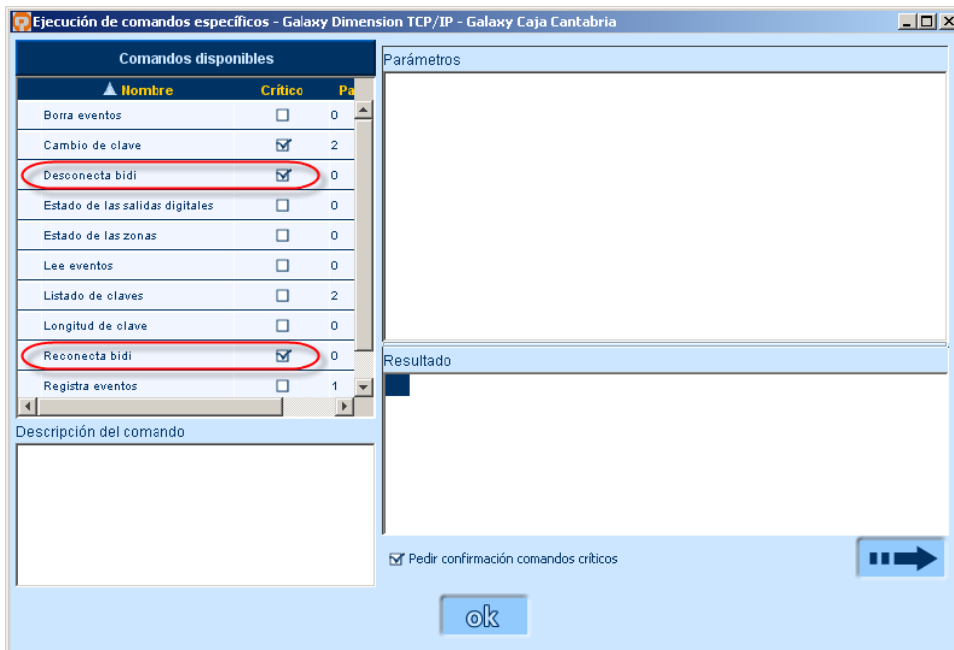 Ejecución de comandos específicos - Galaxy Dimension TCP/IP - Galaxy Caja Cantabria
Comandos disponibles
Nombre Crítico Pa
Borra eventos 0
Cambio de clave 2
Desconecta bidi 0
Estado de las salidas digitales 0
Estado de las zonas 0
Lee eventos 0
Listado de claves 2
Longitud de clave 0
Reconecta bidi 0
Registra eventos 1
Descripción del comando
Parámetros
Resultado
Pedir confirmación comandos críticos
ok